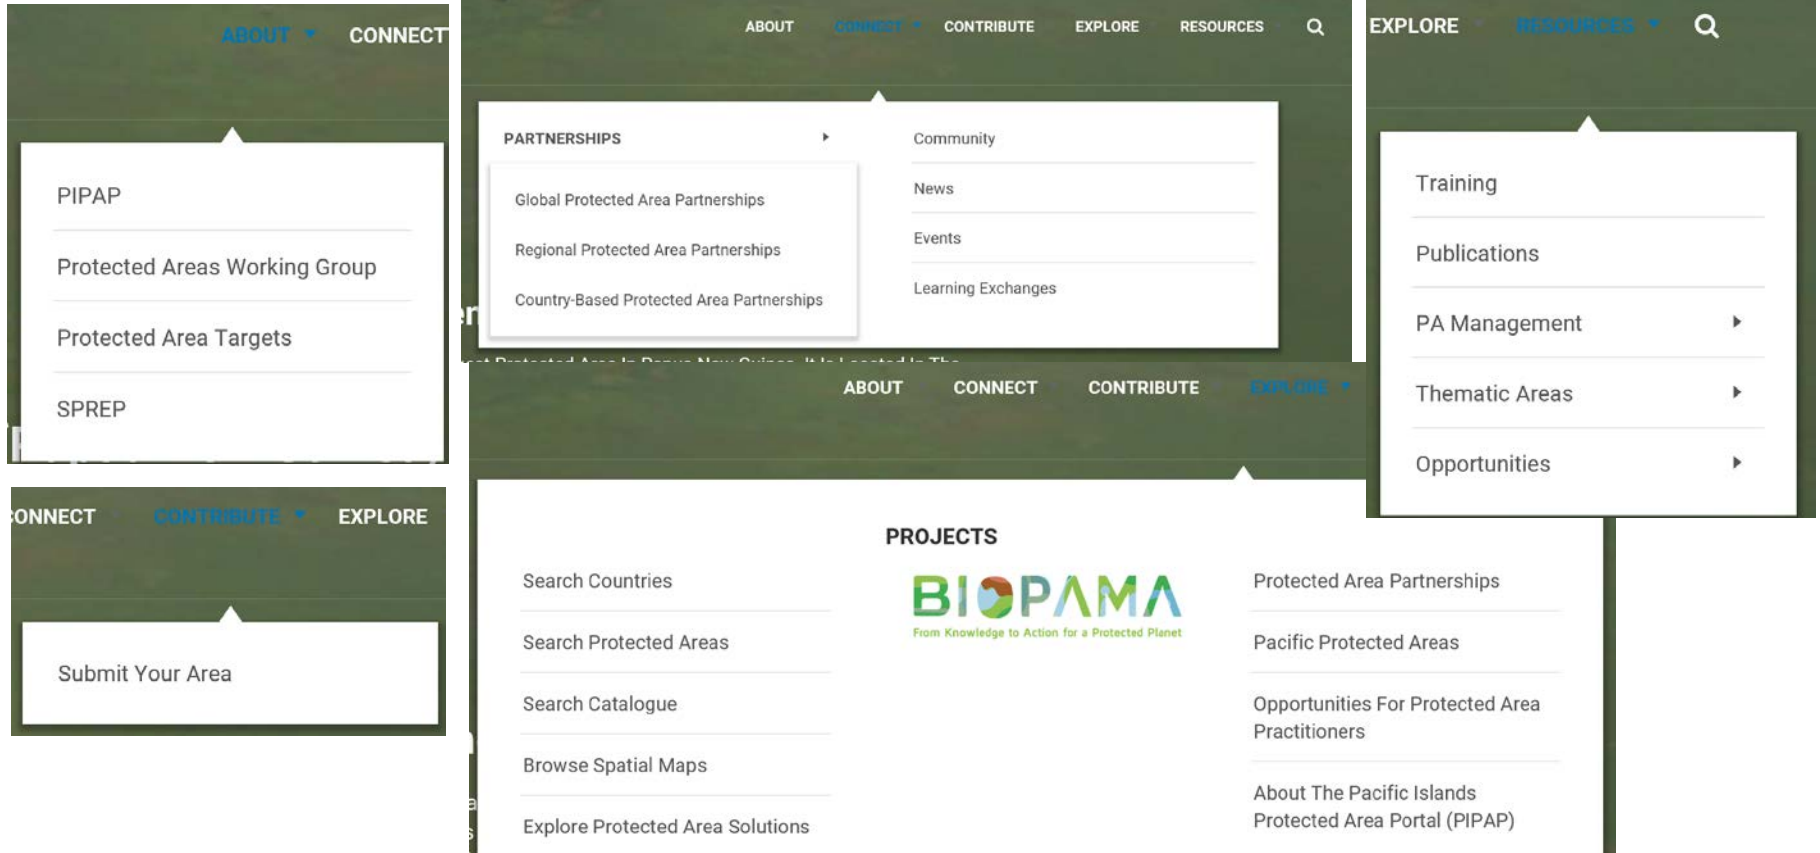 ABOUT CONNECT
PIPAP
Protected Areas Working Group
Protected Area Targets
SPREP
ABOUT CONNECT CONTRIBUTE EXPLORE RESOURCES
PARTNERSHIPS
Global Protected Area Partnerships
Regional Protected Area Partnerships
Country-Based Protected Area Partnerships
Community
News
Events
Learning Exchanges
EXPLORE RESOURCES
Training
Publications
PA Management
Thematic Areas
Opportunities
CONNECT CONTRIBUTE EXPLORE
Submit Your Area
ABOUT CONNECT CONTRIBUTE EXPLORE
Search Countries
Search Protected Areas
Search Catalogue
Browse Spatial Maps
Explore Protected Area Solutions
PROJECTS
BIOPAMA
From Knowledge to Action for a Protected Planet
Protected Area Partnerships
Pacific Protected Areas
Opportunities For Protected Area
Practitioners
About The Pacific Islands
Protected Area Portal (PIPAP)